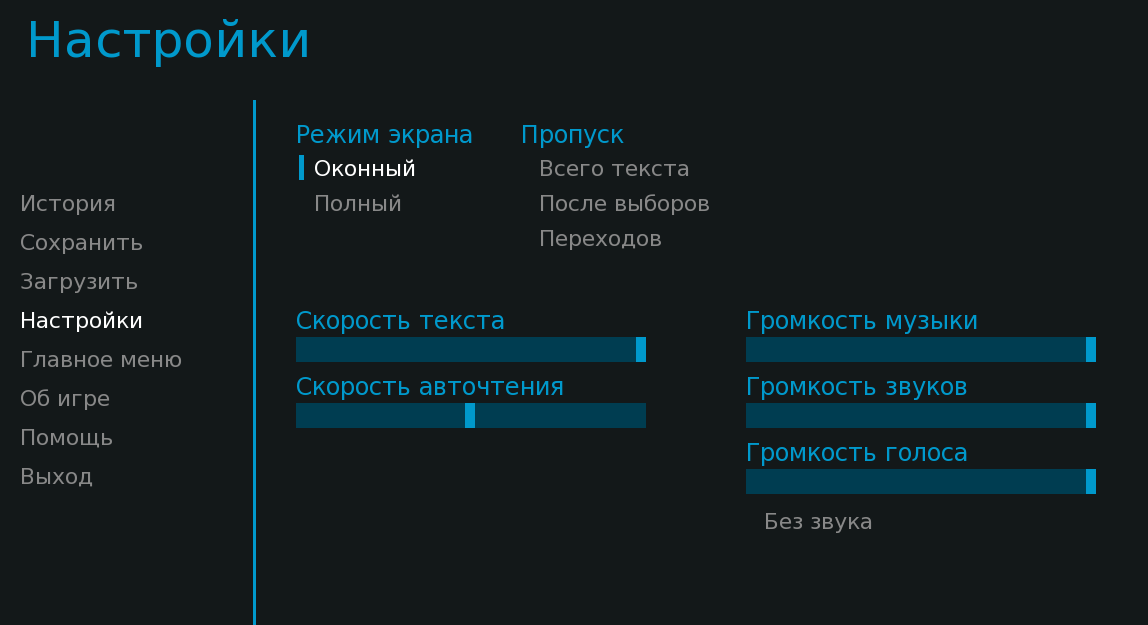 Настройки
История
Сохранить
Загрузить
Настройки
Главное меню
Об игре
Помощь
Выход
Режим экрана
Оконный
Полный
Пропуск
Всего текста
После выборов
Переходов
Скорость текста
Скорость авточтения
Громкость музыки
Громкость звуков
Громкость голоса
Без звука